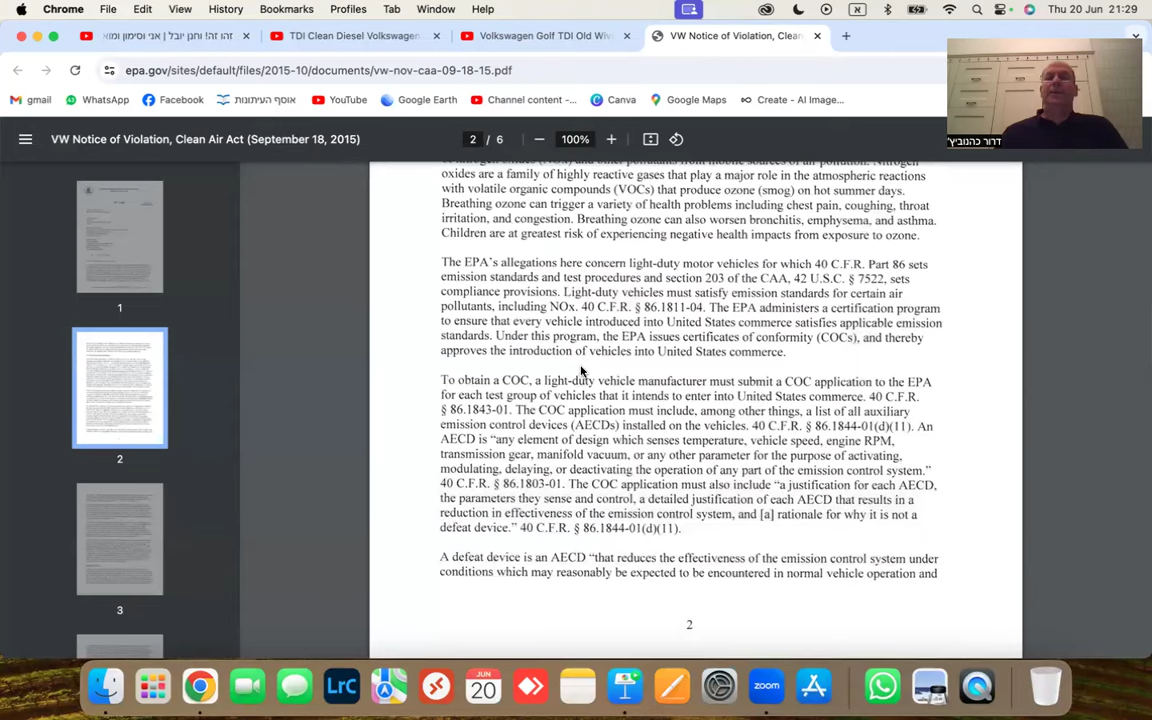 Chrome File Edit View History Bookmarks Profiles Tab Window Help Thu 20 Jun 21:29
זהו זה! וחנן יובל | אני וסימון ומוא
TDI Clean Diesel Volkswagen
Volkswagen Golf TDI Old Wiv
VW Notice of Violation, Clean
epa.gov/sites/default/files/2015-10/documents/vw-nov-caa-09-18-15.pdf
gmail WhatsApp Facebook אוסף העיתונות YouTube Google Earth Channel content -... Canva Google Maps Create - AI Image...
דרור כהנוביץ'
VW Notice of Violation, Clean Air Act (September 18, 2015) 2 / 6 100%
oxides are a family of highly reactive gases that play a major role in the atmospheric reactions
with volatile organic compounds (VOCs) that produce ozone (smog) on hot summer days.
Breathing ozone can trigger a variety of health problems including chest pain, coughing, throat
irritation, and congestion. Breathing ozone can also worsen bronchitis, emphysema, and asthma.
Children are at greatest risk of experiencing negative health impacts from exposure to ozone.
The EPA's allegations here concern light-duty motor vehicles for which 40 C.F.R. Part 86 sets
emission standards and test procedures and section 203 of the CAA, 42 U.S.C. § 7522, sets
compliance provisions. Light-duty vehicles must satisfy emission standards for certain air
pollutants, including NOx. 40 C.F.R. § 86.1811-04. The EPA administers a certification program
to ensure that every vehicle introduced into United States commerce satisfies applicable emission
standards. Under this program, the EPA issues certificates of conformity (COCs), and thereby
approves the introduction of vehicles into United States commerce.
To obtain a COC, a light-duty vehicle manufacturer must submit a COC application to the EPA
for each test group of vehicles that it intends to enter into United States commerce. 40 C.F.R.
§ 86.1843-01. The COC application must include, among other things, a list of all auxiliary
emission control devices (AECDs) installed on the vehicles. 40 C.F.R. § 86.1844-01(d)(11). An
AECD is “any element of design which senses temperature, vehicle speed, engine RPM,
transmission gear, manifold vacuum, or any other parameter for the purpose of activating,
modulating, delaying, or deactivating the operation of any part of the emission control system.”
40 C.F.R. § 86.1803-01. The COC application must also include “a justification for each AECD,
the parameters they sense and control, a detailed justification of each AECD that results in a
reduction in effectiveness of the emission control system, and [a] rationale for why it is not a
defeat device.” 40 C.F.R. § 86.1844-01(d)(11).
A defeat device is an AECD “that reduces the effectiveness of the emission control system under
conditions which may reasonably be expected to be encountered in normal vehicle operation and
2
1
2
3
JUN
20
LrC
zoom